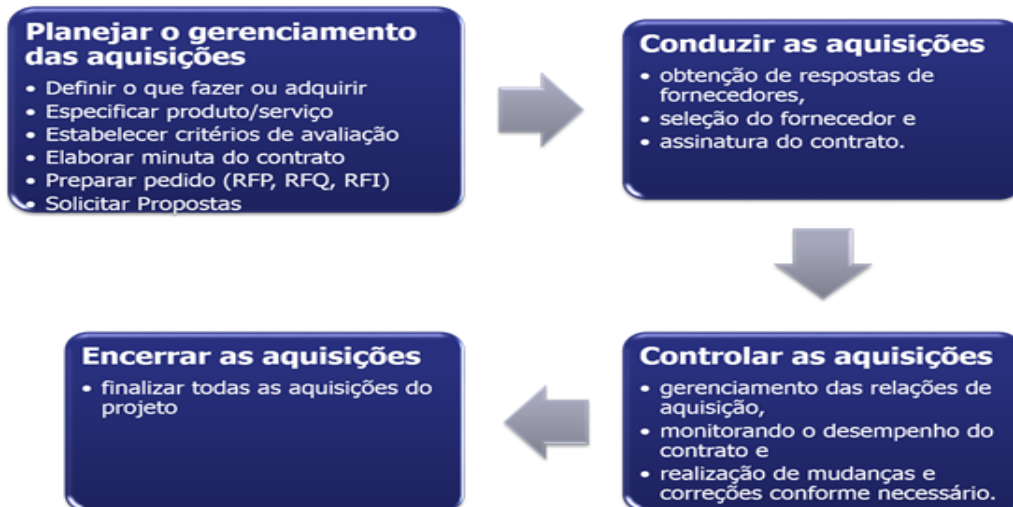 Planejar o gerenciamento
das aquisições
• Definir o que fazer ou adquirir
• Especificar produto/serviço
• Estabelecer critérios de avaliação
• Elaborar minuta do contrato
• Preparar pedido (RFP, RFQ, RFI)
• Solicitar Propostas
Conduzir as aquisições
• obtenção de respostas de
fornecedores,
• seleção do fornecedor e
• assinatura do contrato.
Controlar as aquisições
• gerenciamento das relações de
aquisição,
• monitorando o desempenho do
contrato e
• realização de mudanças e
correções conforme necessário.
Encerrar as aquisições
• finalizar todas as aquisições do
projeto